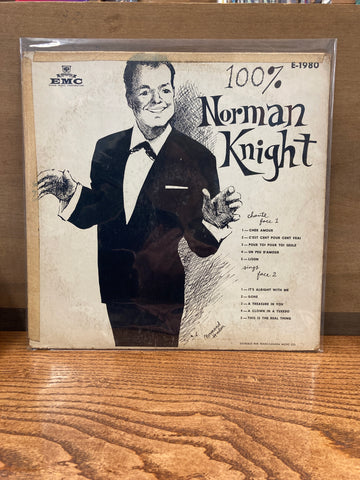 EMC
E-1980
100%
Norman
Knight
chante
face 1
1—CHER AMOUR
2—C'EST CENT POUR CENT VRAI
3—POUR TOI POUR TOI SEULE
4—UN PEU D'AMOUR
5—LISON
sings
face 2
1—IT'S ALRIGHT WITH ME
2—GONE
3—A TREASURE IN YOU
4—A CLOWN IN A TUXEDO
5—THIS IS THE REAL THING